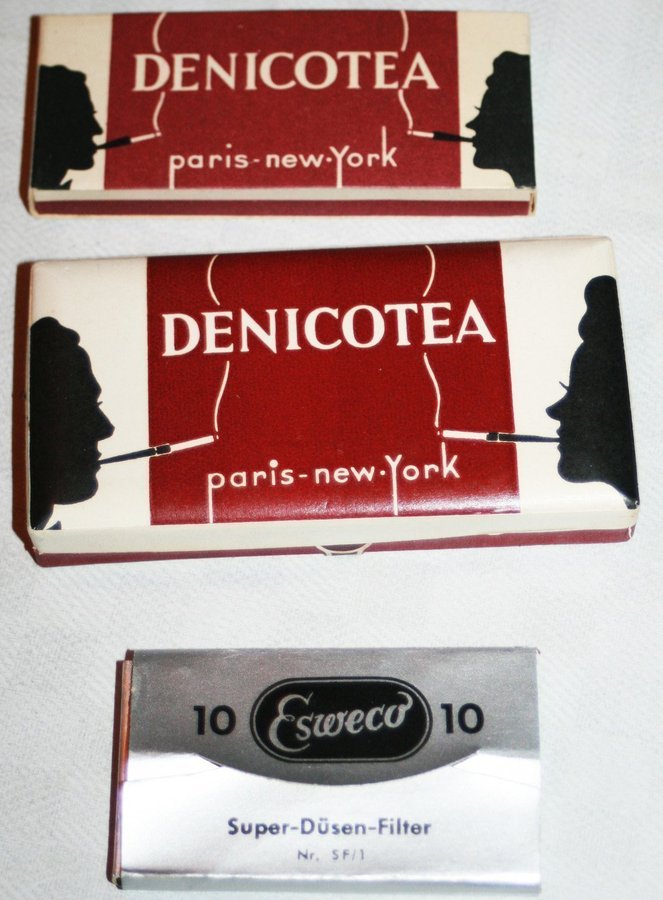 DENICOTEA
paris-new·York
DENICOTEA
paris-new·York
10 Esweco 10
Super-Düsen-Filter
Nr. SF/1